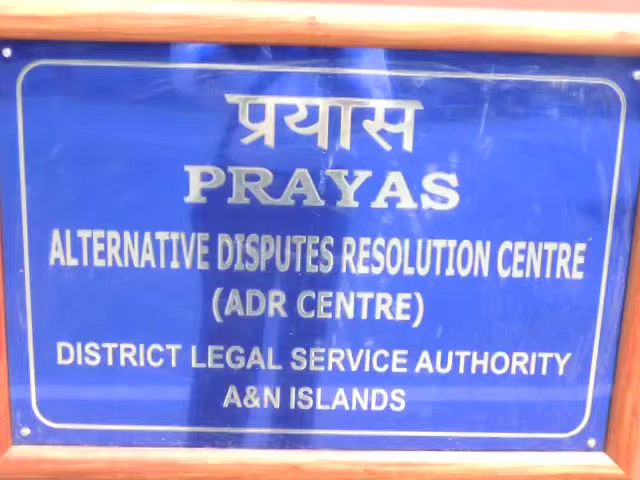 प्रयास
PRAYAS
ALTERNATIVE DISPUTES RESOLUTION CENTRE
(ADR CENTRE)
DISTRICT LEGAL SERVICE AUTHORITY
A&N ISLANDS